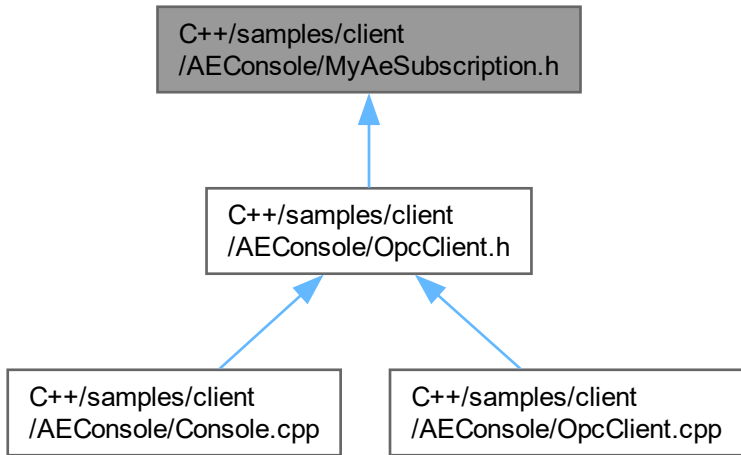 C++/samples/client
/AEConsole/MyAeSubscription.h
C++/samples/client
/AEConsole/OpcClient.h
C++/samples/client
/AEConsole/Console.cpp
C++/samples/client
/AEConsole/OpcClient.cpp